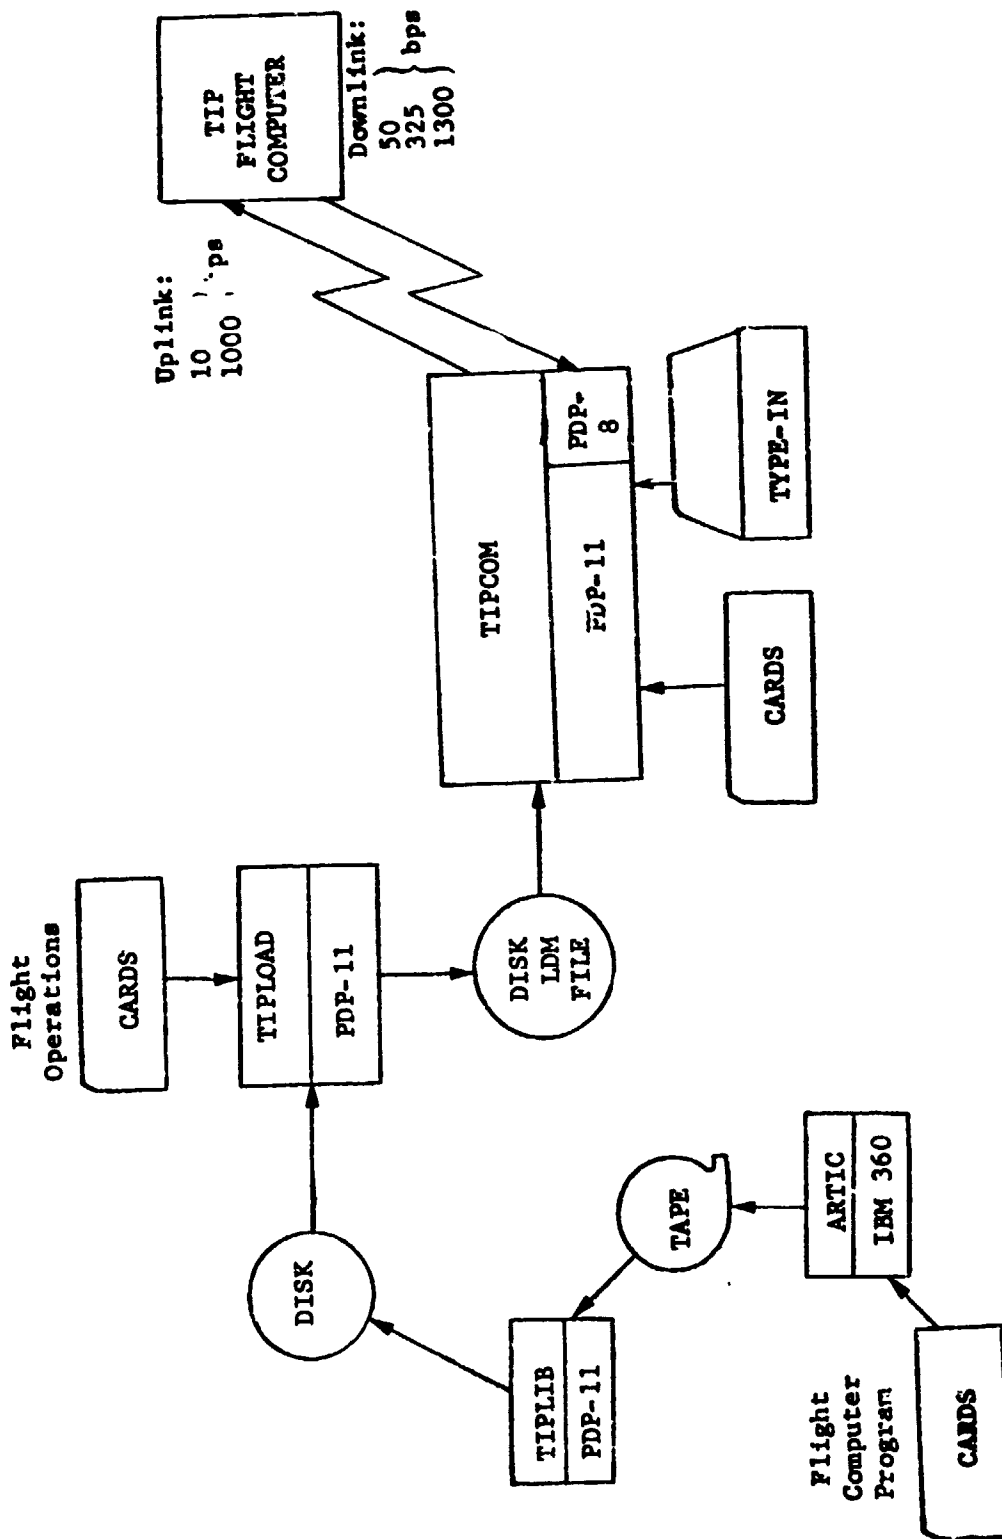 Flight
Computer
Program
CARDS
ARTIC
IBM 360
TAPE
TIPLIB
PDP-11
DISK
Flight
Operations
CARDS
TIPLOAD
PDP-11
DISK
LDM
FILE
TIPCOM
PDP-11
PDP-
8
CARDS
TYPE-IN
Uplink:
10
1000
TIP
FLIGHT
COMPUTER
Downlink:
50
325 bps
1300